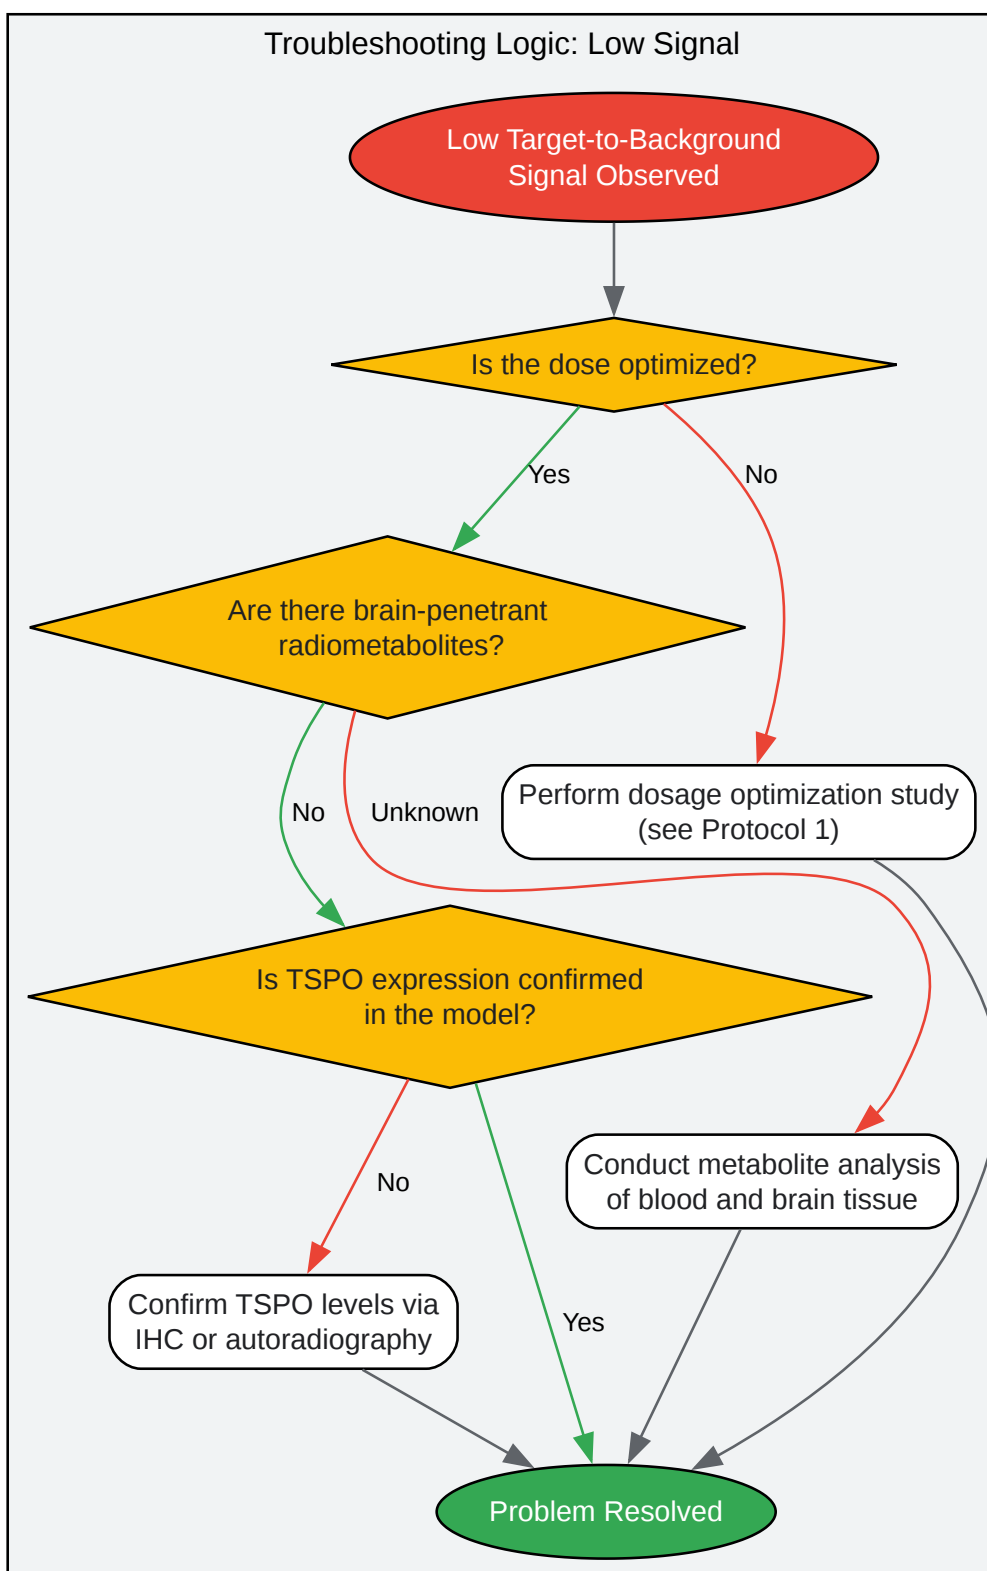 Troubleshooting Logic: Low Signal
Low Target-to-Background
Signal Observed
Is the dose optimized?
Yes
No
Are there brain-penetrant
radiometabolites?
No
Unknown
Perform dosage optimization study
(see Protocol 1)
Is TSPO expression confirmed
in the model?
No
Yes
Conduct metabolite analysis
of blood and brain tissue
Confirm TSPO levels via
IHC or autoradiography
Problem Resolved